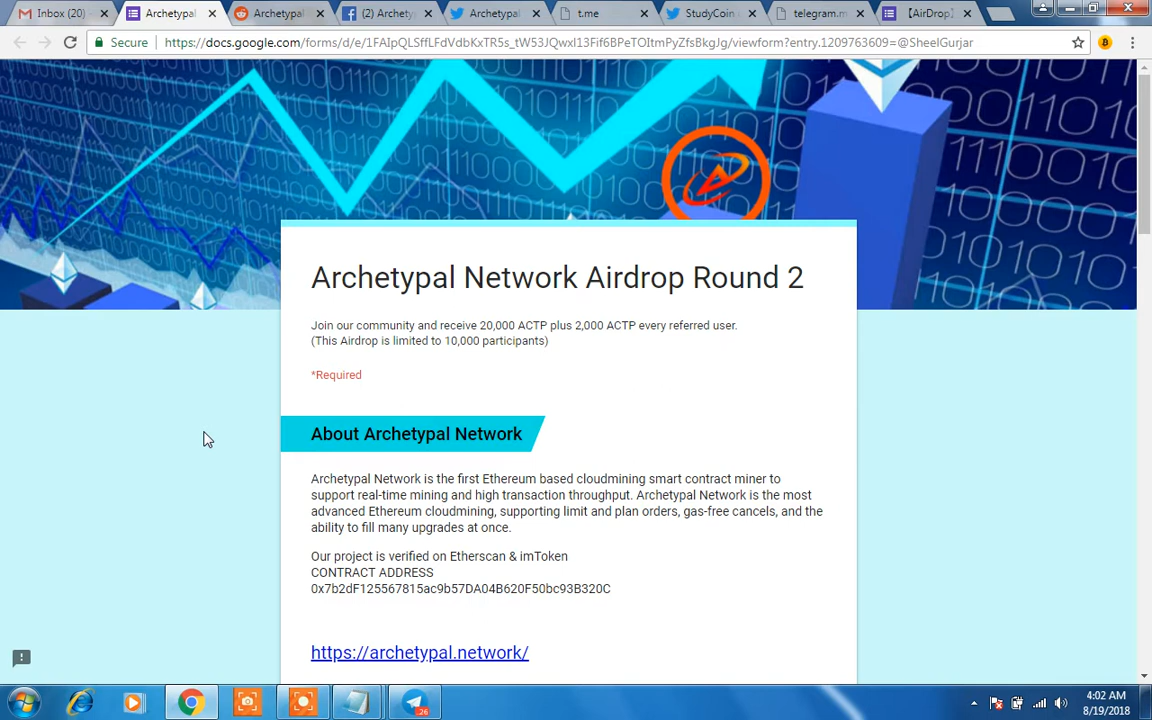 Inbox (20) -
Archetypal
Archetypal
(2) Archety
Archetypal
t.me
StudyCoin
telegram.m
【AirDrop】
Secure
https://docs.google.com/forms/d/e/1FAIpQLSffLFdVdbKxTR5s_tW53JQwxI13Fif6BPeTOItmPyZfsBkgJg/viewform?entry.1209763609=@SheelGurjar
Archetypal Network Airdrop Round 2
Join our community and receive 20,000 ACTP plus 2,000 ACTP every referred user.
(This Airdrop is limited to 10,000 participants)
*Required
About Archetypal Network
Archetypal Network is the first Ethereum based cloudmining smart contract miner to
support real-time mining and high transaction throughput. Archetypal Network is the most
advanced Ethereum cloudmining, supporting limit and plan orders, gas-free cancels, and the
ability to fill many upgrades at once.
Our project is verified on Etherscan & imToken
CONTRACT ADDRESS
0x7b2dF125567815ac9b57DA04B620F50bc93B320C
https://archetypal.network/
26
4:02 AM
8/19/2018